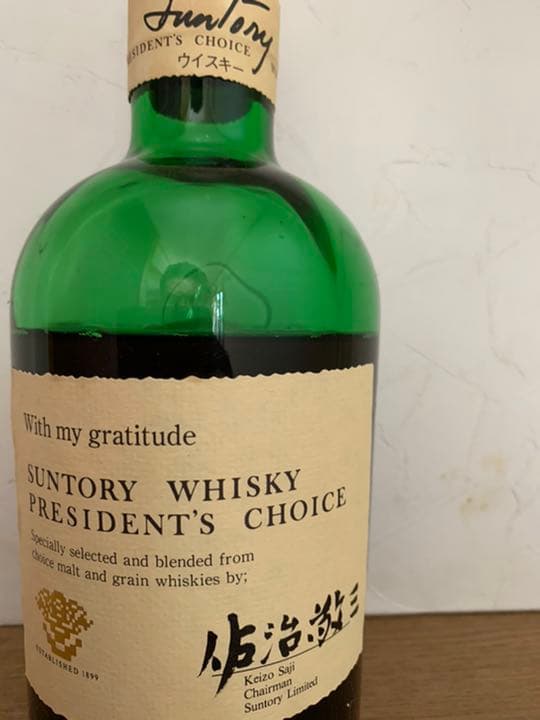 Suntory
PRESIDENT'S CHOICE
ウイスキー
With my gratitude
SUNTORY WHISKY
PRESIDENT'S CHOICE
Specially selected and blended from
choice malt and grain whiskies by;
ESTABLISHED 1899
佐治敬三
Keizo Saji
Chairman
Suntory Limited